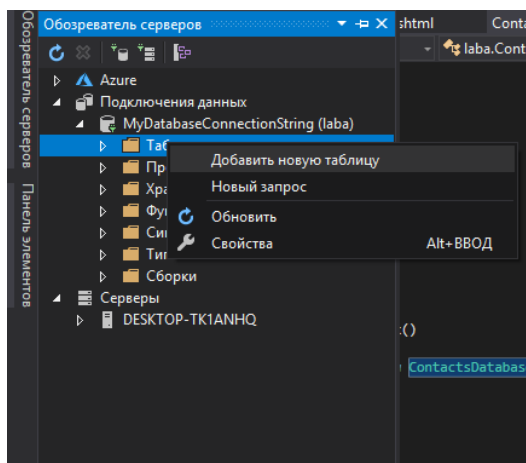 Обозреватель серверов
Панель элементов
Обозреватель серверов
Azure
Подключения данных
MyDatabaseConnectionString (laba)
Добавить новую таблицу
Новый запрос
Обновить
Свойства Alt+ВВОД
Сборки
Серверы
DESKTOP-TK1ANHQ
shtml Conta
laba.Cont
()
ContactsDatabas